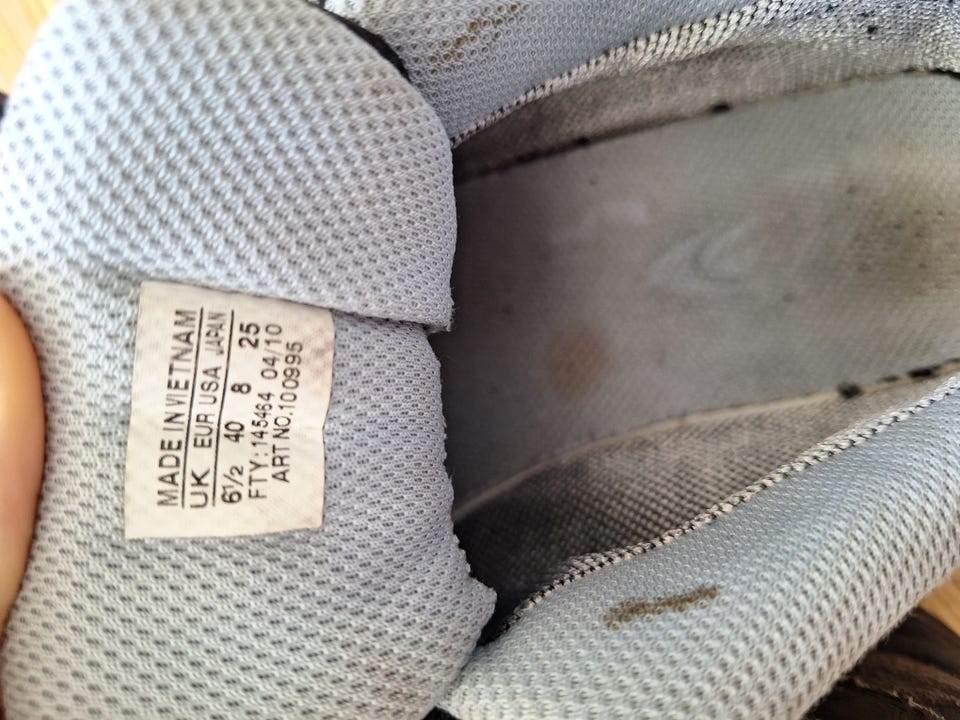 MADE IN VIETNAM
UK EUR USA JAPAN
6½ 40 8 25
FTY: 145464 04/10
ART NO.100995